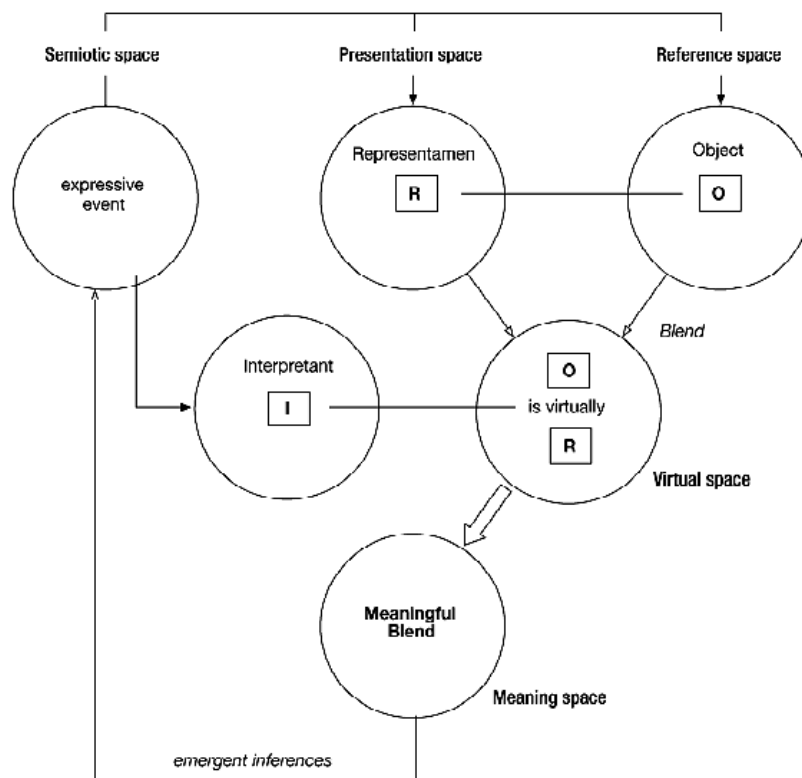 Semiotic space
Presentation space
Reference space
expressive
event
Representamen
R
Object
O
Blend
Interpretant
I
O
is virtually
R
Virtual space
Meaningful
Blend
Meaning space
emergent inferences